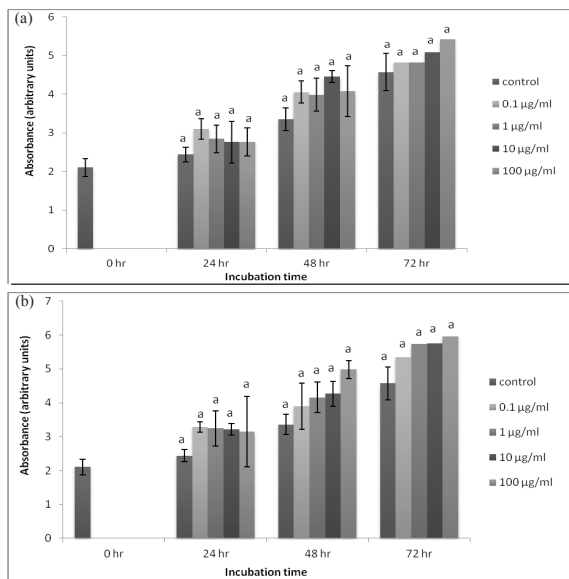 (a)
Absorbance (arbitrary units)
6
5
4
3
2
1
0
a a a a a
a a a a a
a a a a a
0 hr 24 hr 48 hr 72 hr
Incubation time
control
0.1 µg/ml
1 µg/ml
10 µg/ml
100 µg/ml
(b)
Absorbance (arbitrary units)
7
6
5
4
3
2
1
0
a a a a a
a a a a a
a a a a a
0 hr 24 hr 48 hr 72 hr
Incubation time
control
0.1 µg/ml
1 µg/ml
10 µg/ml
100 µg/ml